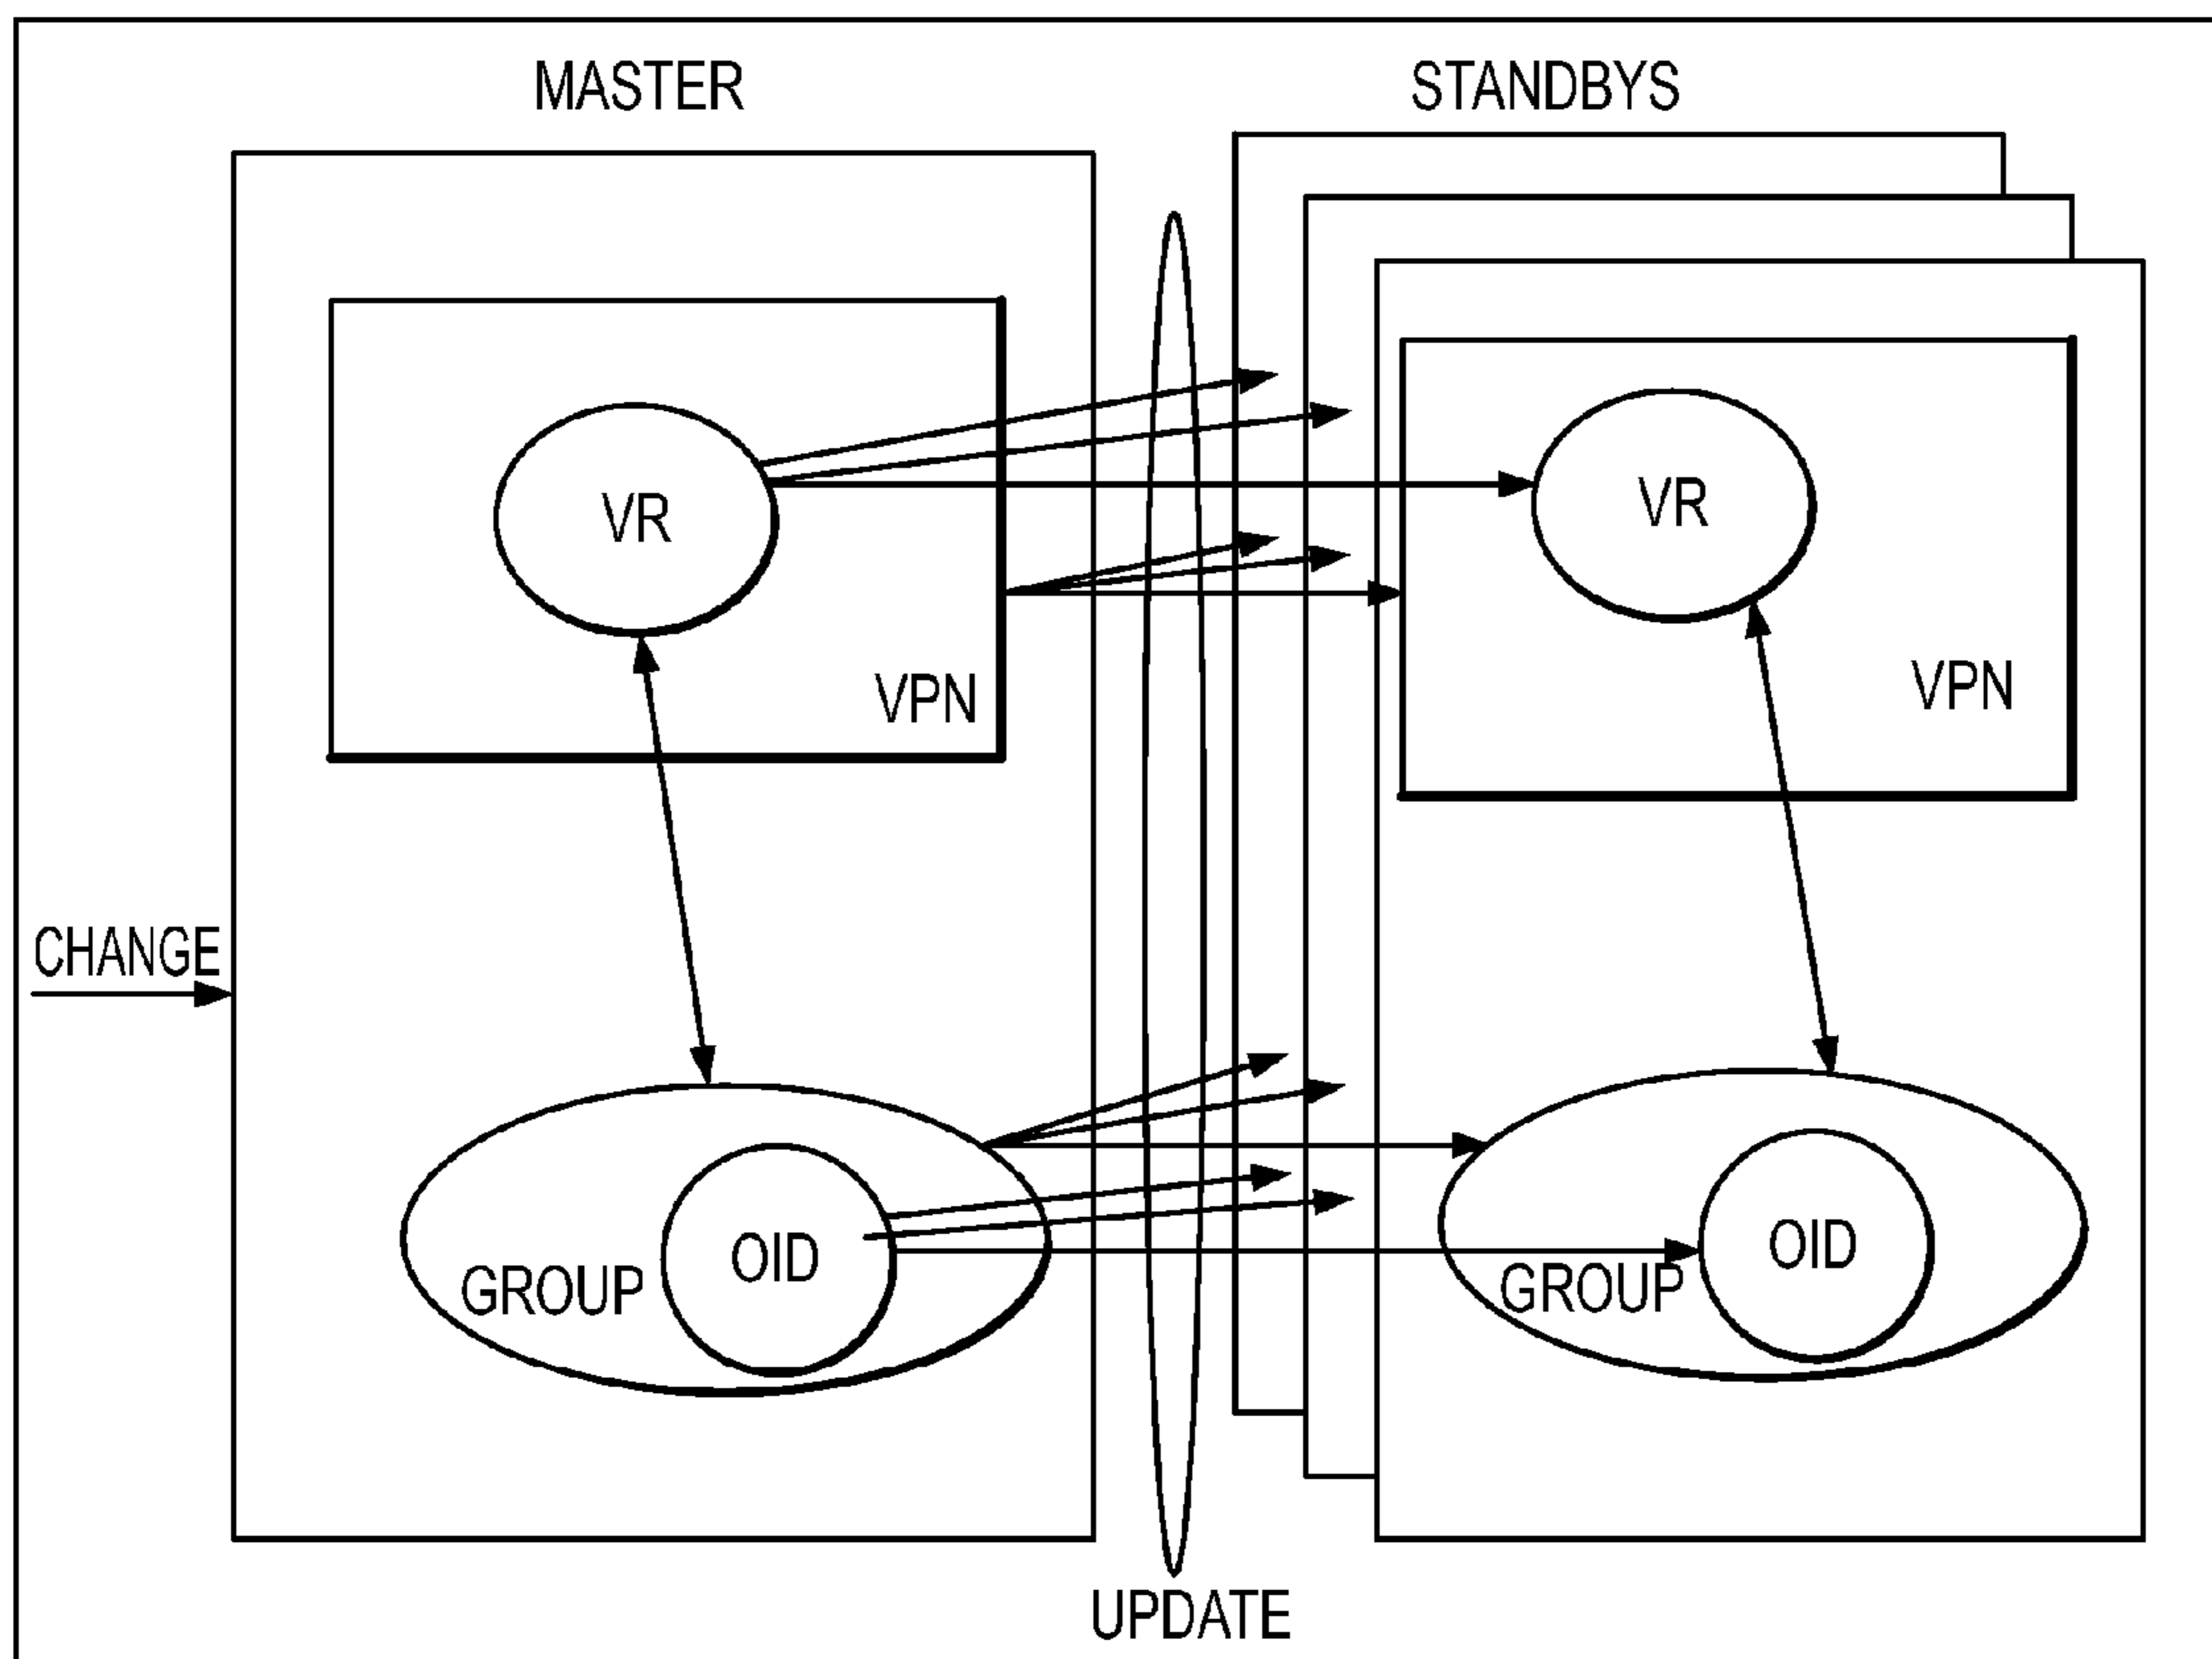 MASTER
STANDBYS
VR
VR
VPN
VPN
CHANGE
OID
GROUP
OID
GROUP
UPDATE